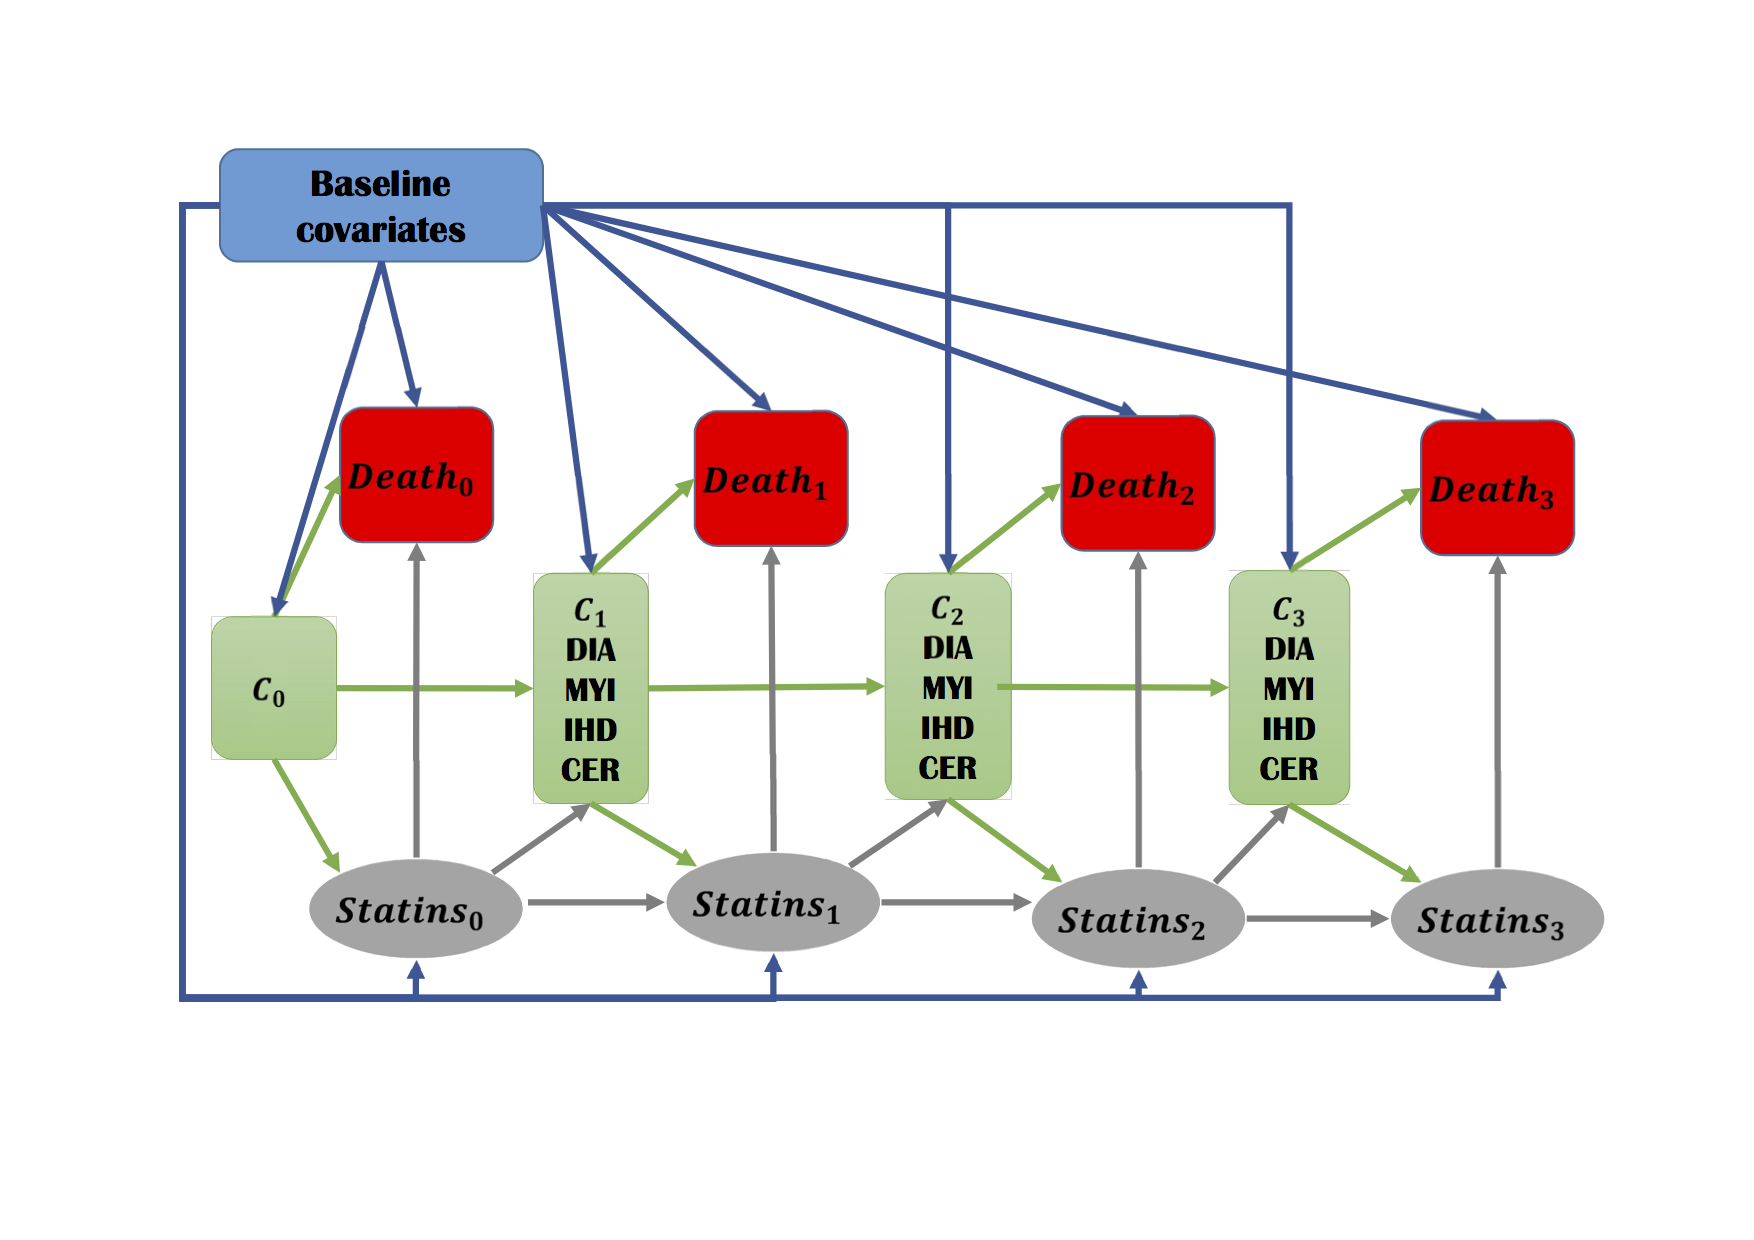 Baseline
covariates
Death₀
Death₁
Death₂
Death₃
C₀
C₁
DIA
MYI
IHD
CER
C₂
DIA
MYI
IHD
CER
C₃
DIA
MYI
IHD
CER
Statins₀
Statins₁
Statins₂
Statins₃